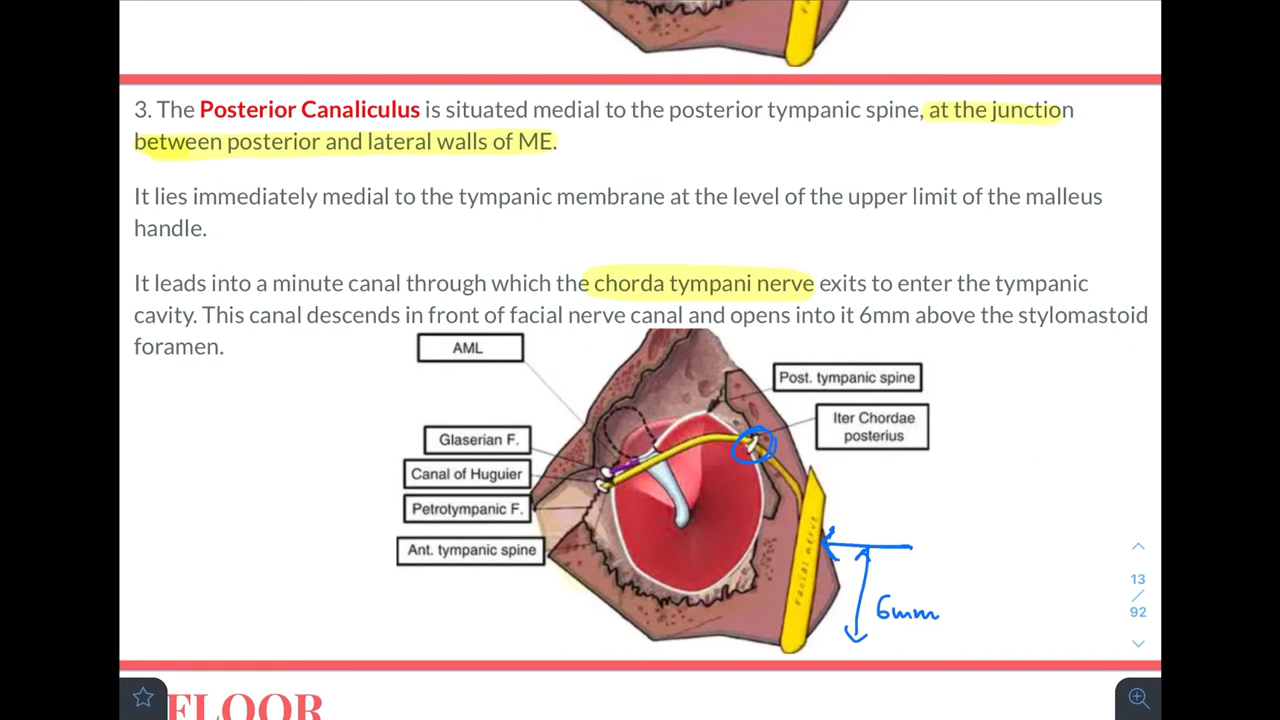 3. The Posterior Canaliculus is situated medial to the posterior tympanic spine, at the junction
between posterior and lateral walls of ME.
It lies immediately medial to the tympanic membrane at the level of the upper limit of the malleus
handle.
It leads into a minute canal through which the chorda tympani nerve exits to enter the tympanic
cavity. This canal descends in front of facial nerve canal and opens into it 6mm above the stylomastoid
foramen.
AML
Post. tympanic spine
Iter Chordae
posterius
Glaserian F.
Canal of Huguier
Petrotympanic F.
Ant. tympanic spine
Facial nerve
6mm
13
/
92
FLOOR